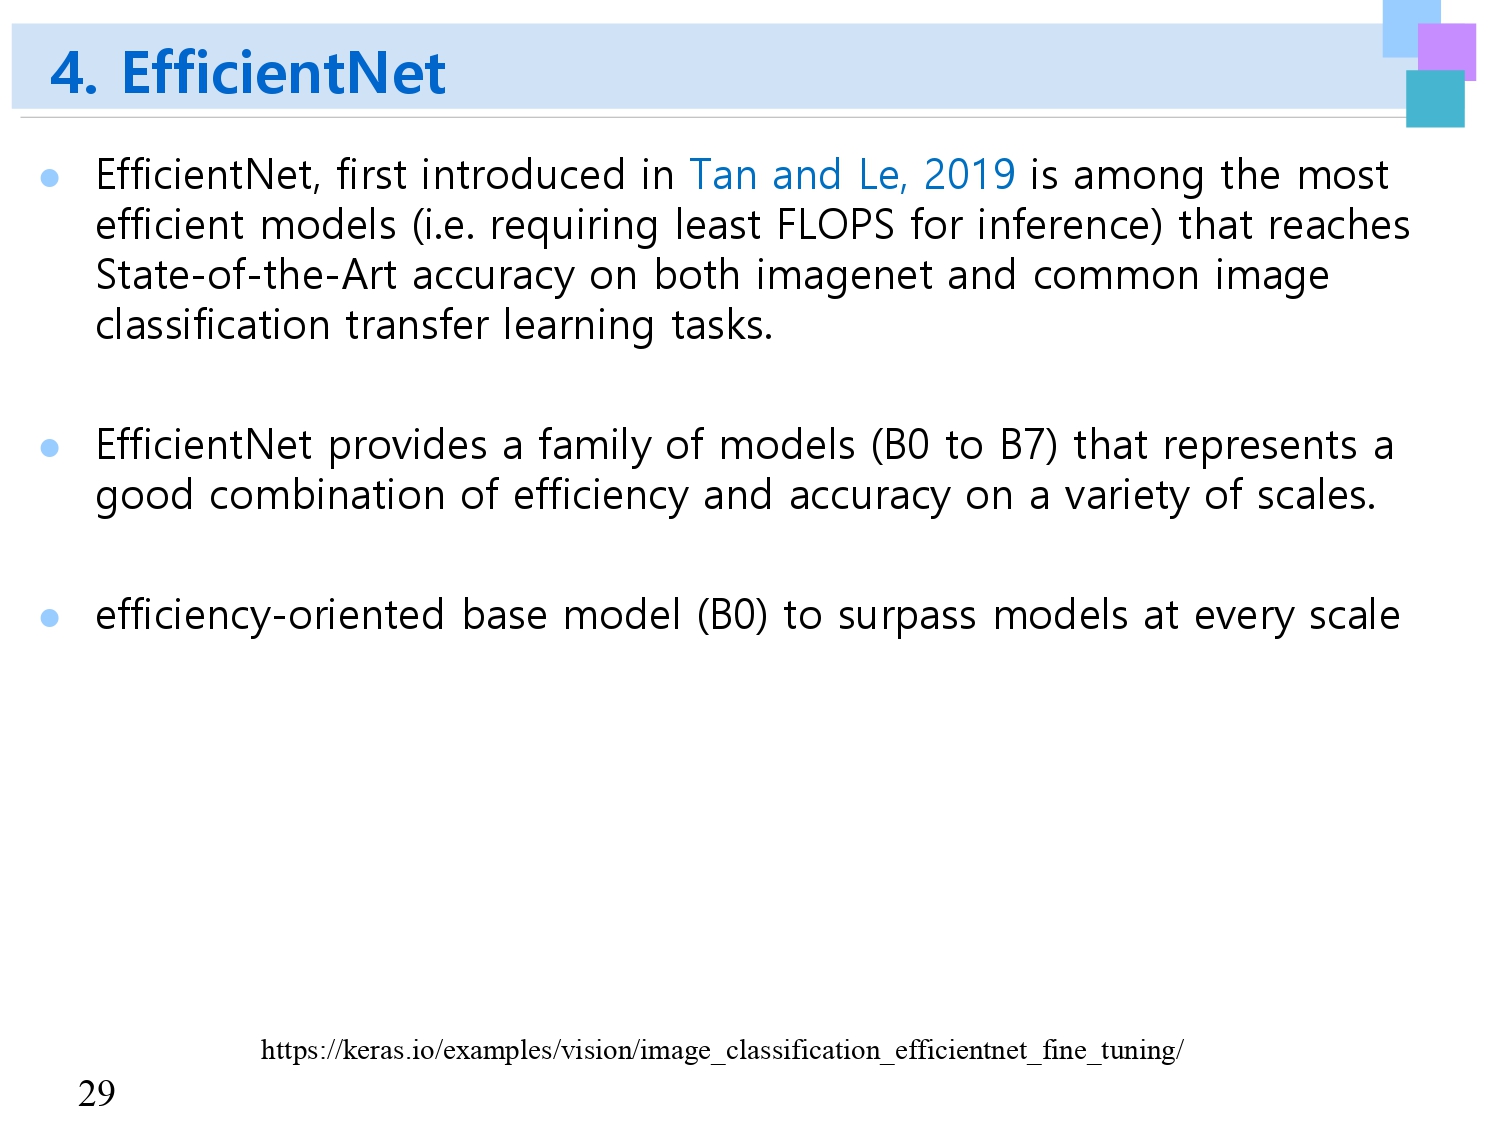 4. EfficientNet
● EfficientNet, first introduced in Tan and Le, 2019 is among the most
efficient models (i.e. requiring least FLOPS for inference) that reaches
State-of-the-Art accuracy on both imagenet and common image
classification transfer learning tasks.
● EfficientNet provides a family of models (B0 to B7) that represents a
good combination of efficiency and accuracy on a variety of scales.
● efficiency-oriented base model (B0) to surpass models at every scale
https://keras.io/examples/vision/image_classification_efficientnet_fine_tuning/
29